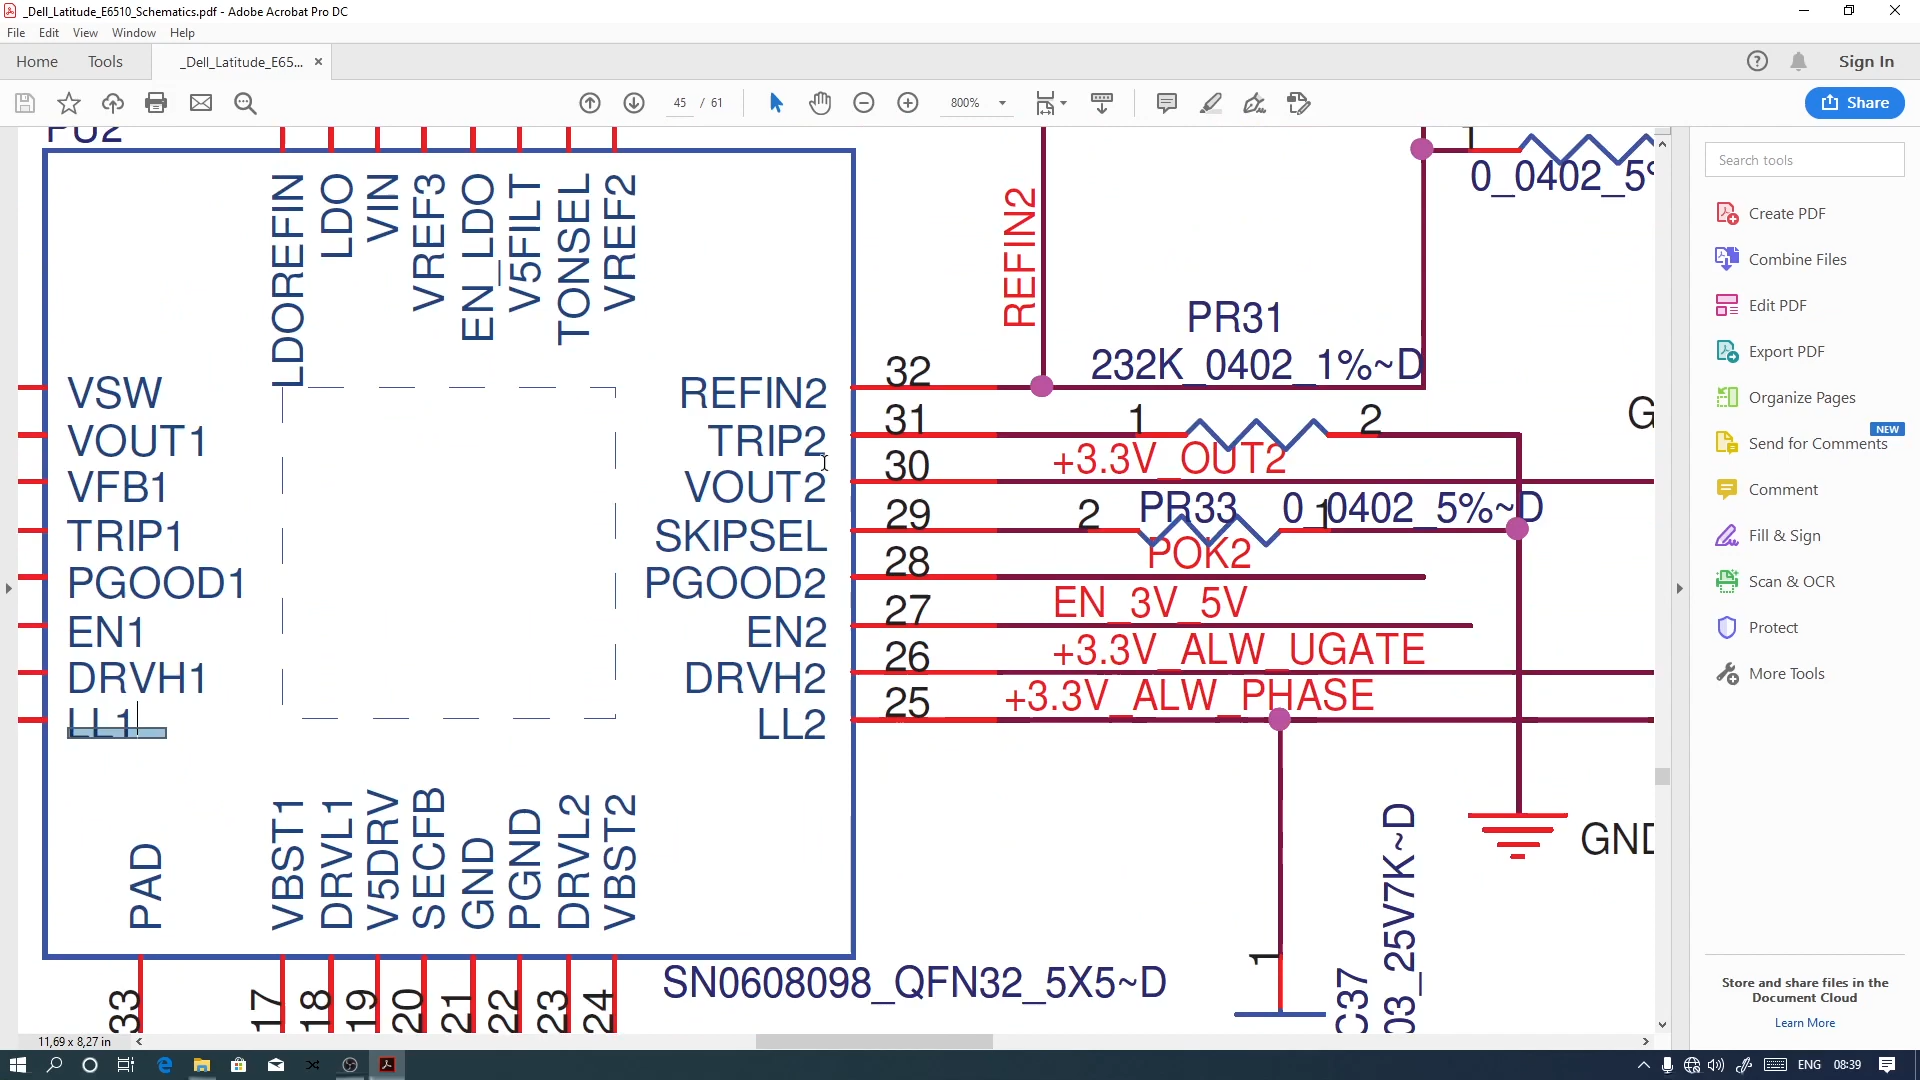 _Dell_Latitude_E6510_Schematics.pdf - Adobe Acrobat Pro DC
File Edit View Window Help
Home Tools _Dell_Latitude_E65... × Sign In
45 / 61 800% Share
PU2
LDOREFIN
LDO
VIN
VREF3
EN_LDO
V5FILT
TONSEL
VREF2
VSW
VOUT1
VFB1
TRIP1
PGOOD1
EN1
DRVH1
LL1
REFIN2
TRIP2
VOUT2
SKIPSEL
PGOOD2
EN2
DRVH2
LL2
PAD
VBST1
DRVL1
V5DRV
SECFB
GND
PGND
DRVL2
VBST2
33
17
18
19
20
21
22
23
24
SN0608098_QFN32_5X5~D
32
31
30
29
28
27
26
25
REFIN2
1
0_0402_5%
PR31
232K_0402_1%~D
1 2
+3.3V_OUT2
2 PR33 0_0402_5%~D
1
POK2
EN_3V_5V
+3.3V_ALW_UGATE
+3.3V_ALW_PHASE
G
GND
1
C37
03_25V7K~D
Search tools
Create PDF
Combine Files
Edit PDF
Export PDF
Organize Pages
NEW
Send for Comments
Comment
Fill & Sign
Scan & OCR
Protect
More Tools
Store and share files in the
Document Cloud
Learn More
11,69 x 8,27 in
ENG 08:39